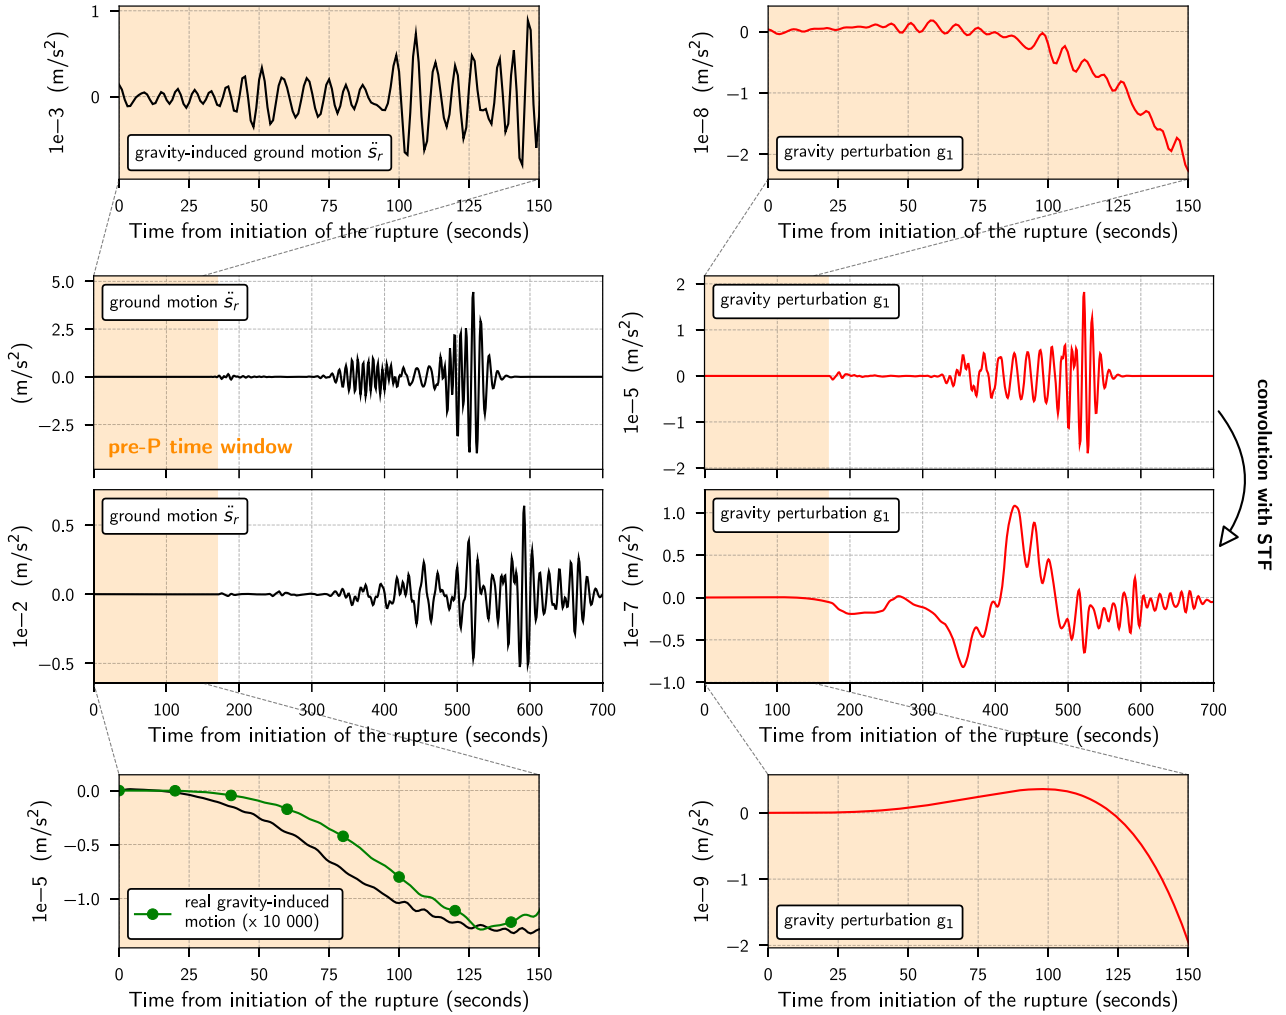 1
0
1e−3 (m/s²)
gravity-induced ground motion s̈ᵣ
0 25 50 75 100 125 150
Time from initiation of the rupture (seconds)
0
−1
−2
1e−8 (m/s²)
gravity perturbation g₁
0 25 50 75 100 125 150
Time from initiation of the rupture (seconds)
5.0
2.5
0.0
−2.5
(m/s²)
ground motion s̈ᵣ
pre-P time window
2
1
0
−1
−2
1e−5 (m/s²)
gravity perturbation g₁
convolution with STF
0.5
0.0
−0.5
1e−2 (m/s²)
ground motion s̈ᵣ
0 100 200 300 400 500 600 700
Time from initiation of the rupture (seconds)
1.0
0.5
0.0
−0.5
−1.0
1e−7 (m/s²)
gravity perturbation g₁
0 100 200 300 400 500 600 700
Time from initiation of the rupture (seconds)
0.0
−0.5
−1.0
1e−5 (m/s²)
real gravity-induced
motion (x 10 000)
0 25 50 75 100 125 150
Time from initiation of the rupture (seconds)
0
−1
−2
1e−9 (m/s²)
gravity perturbation g₁
0 25 50 75 100 125 150
Time from initiation of the rupture (seconds)